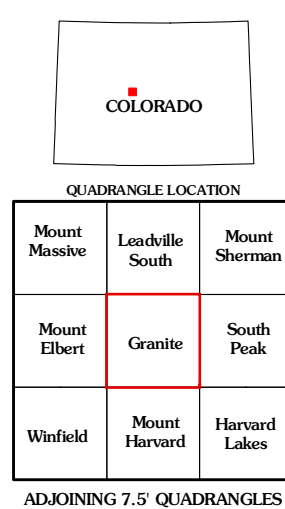 COLORADO
QUADRANGLE LOCATION
Mount
Massive
Leadville
South
Mount
Sherman
Mount
Elbert
Granite
South
Peak
Winfield
Mount
Harvard
Harvard
Lakes
ADJOINING 7.5' QUADRANGLES